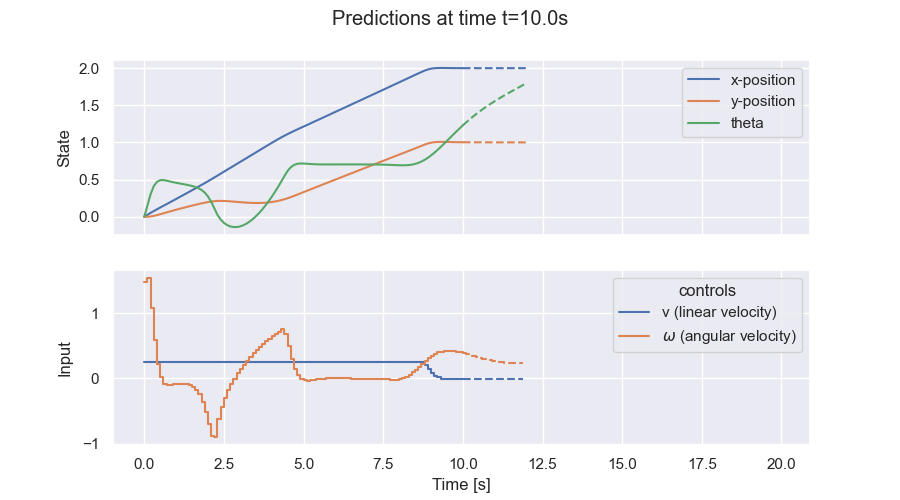 Predictions at time t=10.0s
2.0
1.5
1.0
0.5
0.0
State
x-position
y-position
theta
1
0
−1
Input
controls
v (linear velocity)
ω (angular velocity)
0.0 2.5 5.0 7.5 10.0 12.5 15.0 17.5 20.0
Time [s]